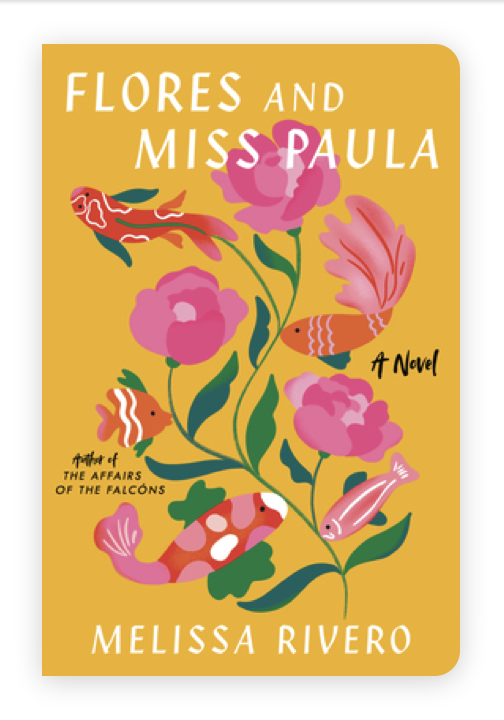 FLORES AND
MISS PAULA
A Novel
Author of
THE AFFAIRS
OF THE FALCÓNS
MELISSA RIVERO